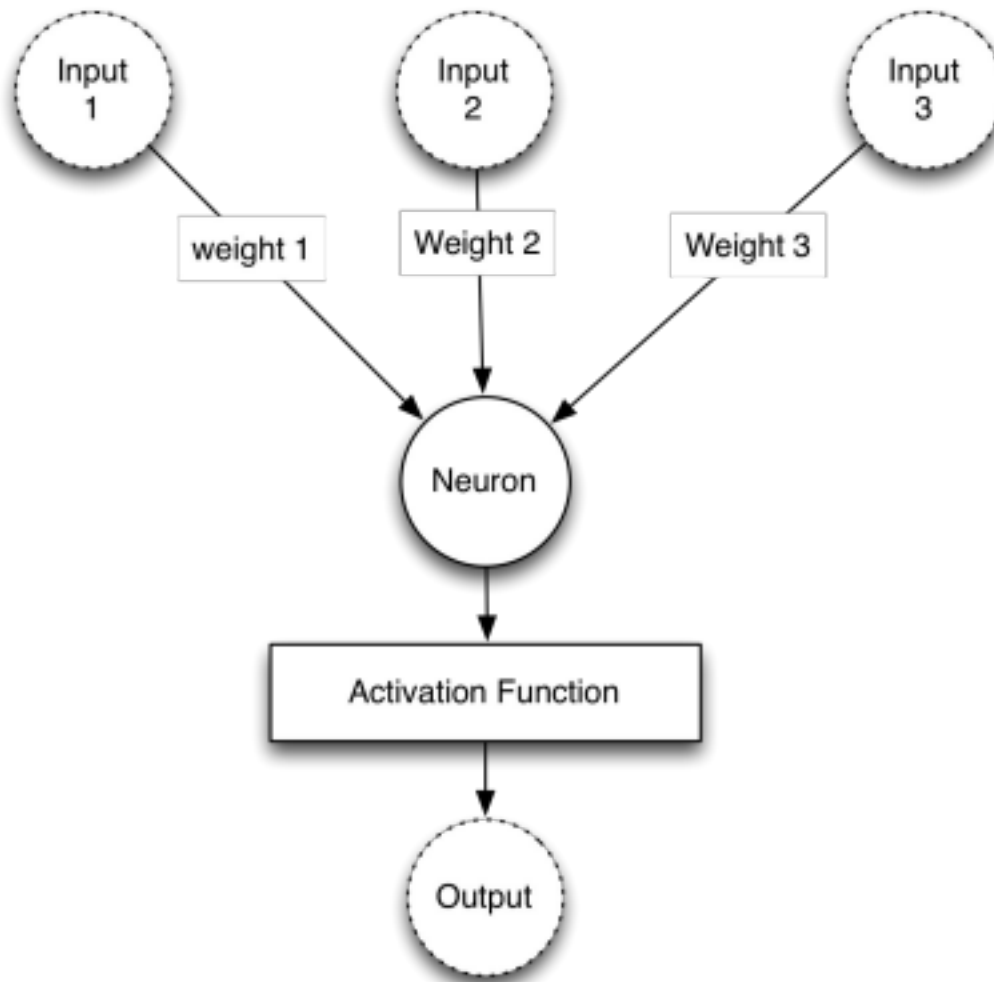 Input
1
Input
2
Input
3
weight 1
Weight 2
Weight 3
Neuron
Activation Function
Output